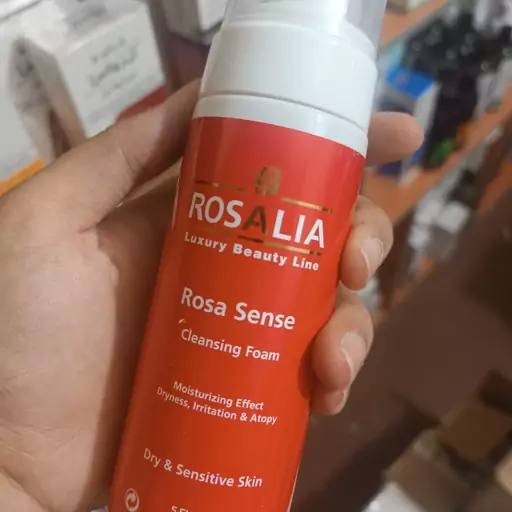 ROSALIA
Luxury Beauty Line
Rosa Sense
Cleansing Foam
Moisturizing Effect
Dryness, Irritation & Atopy
Dry & Sensitive Skin